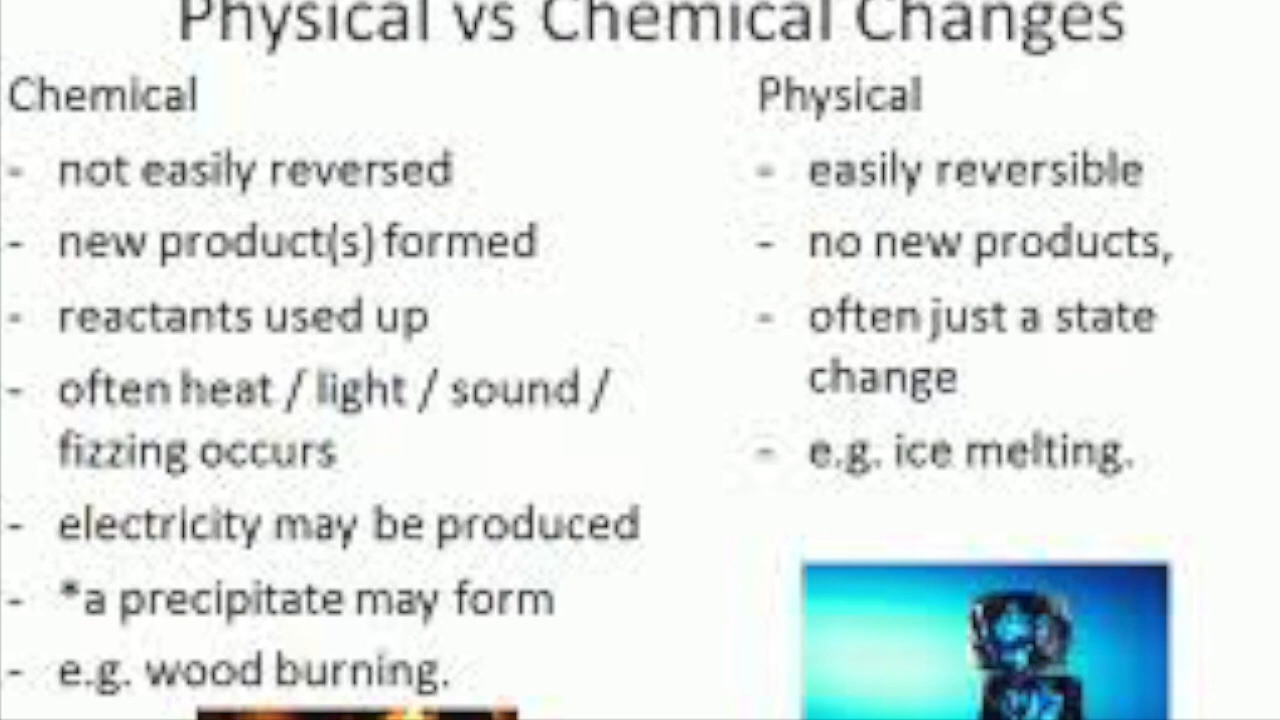 Physical vs Chemical Changes
Chemical
- not easily reversed
- new product(s) formed
- reactants used up
- often heat / light / sound /
fizzing occurs
- electricity may be produced
- *a precipitate may form
- e.g. wood burning.
Physical
- easily reversible
- no new products,
- often just a state
change
- e.g. ice melting.